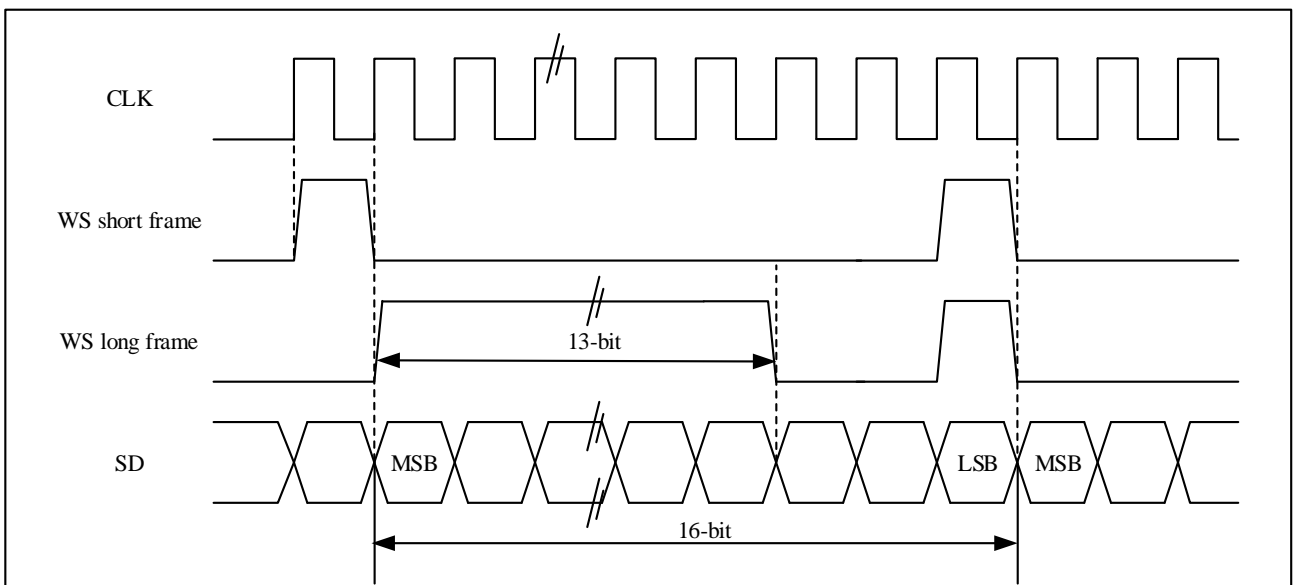 CLK
WS short frame
WS long frame
13-bit
SD
MSB
LSB
MSB
16-bit